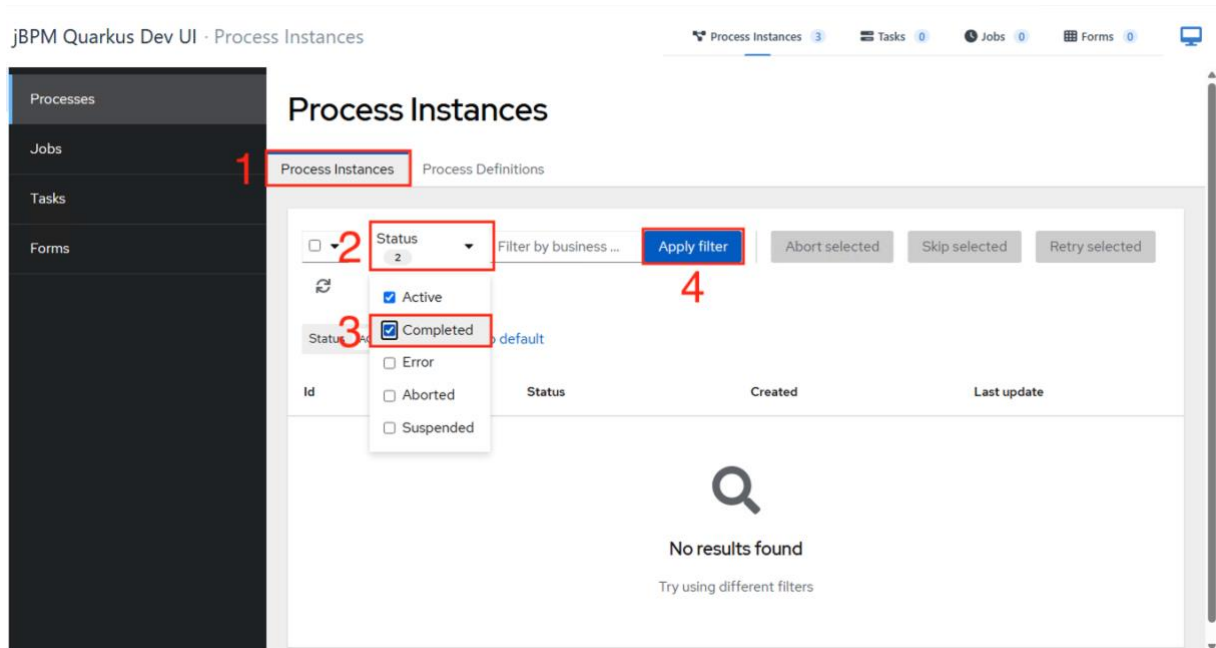 jBPM Quarkus Dev UI · Process Instances
Process Instances 3 Tasks 0 Jobs 0 Forms 0
Processes
Jobs
Tasks
Forms
Process Instances
1 Process Instances Process Definitions
2 Status 2 Filter by business ... Apply filter Abort selected Skip selected Retry selected
4
Active
3 Completed
Status default
Error
Aborted
Suspended
Id Status Created Last update
No results found
Try using different filters